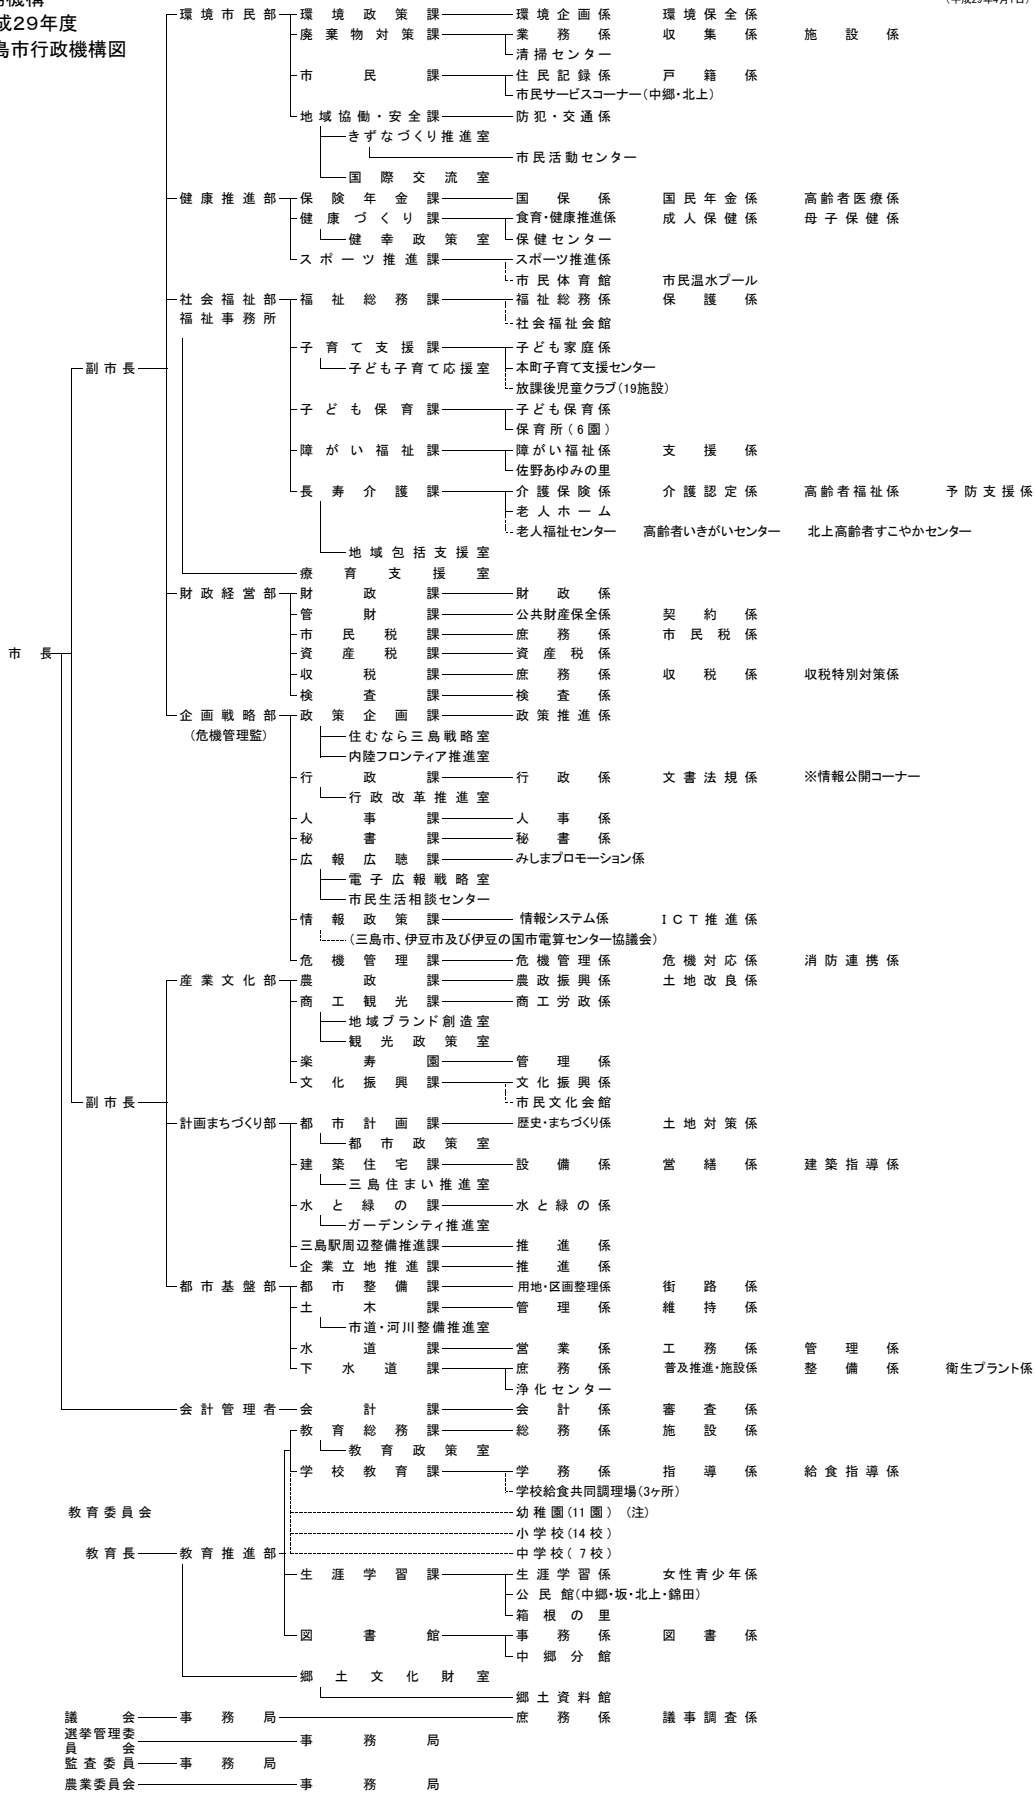 機構
成29年度
島市行政機構図
(平成29年4月1日)
環境市民部 環境政策課 環境企画係 環境保全係
廃棄物対策課 業務係 収集係 施設係
清掃センター
市民課 住民記録係 戸籍係
市民サービスコーナー(中郷・北上)
地域協働・安全課 防犯・交通係
きずなづくり推進室
市民活動センター
国際交流室
健康推進部 保険年金課 国保係 国民年金係 高齢者医療係
健康づくり課 食育・健康推進係 成人保健係 母子保健係
健幸政策室 保健センター
スポーツ推進課 スポーツ推進係
市民体育館 市民温水プール
社会福祉部 福祉総務課 福祉総務係 保護係
福祉事務所 社会福祉会館
子育て支援課 子ども家庭係
副市長 子ども子育て応援室 本町子育て支援センター
放課後児童クラブ(19施設)
子ども保育課 子ども保育係
保育所(6園)
障がい福祉課 障がい福祉係 支援係
佐野あゆみの里
長寿介護課 介護保険係 介護認定係 高齢者福祉係 予防支援係
老人ホーム
老人福祉センター 高齢者いきがいセンター 北上高齢者すこやかセンター
地域包括支援室
療育支援室
財政経営部 財政課 財政係
管財課 公共財産保全係 契約係
市民税課 庶務係 市民税係
市長 資産税課 資産税係
収税課 庶務係 収税係 収税特別対策係
検査課 検査係
企画戦略部 政策企画課 政策推進係
(危機管理監) 住むなら三島戦略室
内陸フロンティア推進室
行政課 行政係 文書法規係 ※情報公開コーナー
行政改革推進室
人事課 人事係
秘書課 秘書係
広報広聴課 みしまプロモーション係
電子広報戦略室
市民生活相談センター
情報政策課 情報システム係 ICT推進係
(三島市、伊豆市及び伊豆の国市電算センター協議会)
危機管理課 危機管理係 危機対応係 消防連携係
産業文化部 農政課 農政振興係 土地改良係
商工観光課 商工労政係
地域ブランド創造室
観光政策室
楽寿園 管理係
文化振興課 文化振興係
副市長 市民文化会館
計画まちづくり部 都市計画課 歴史・まちづくり係 土地対策係
都市政策室
建築住宅課 設備係 営繕係 建築指導係
三島住まい推進室
水と緑の課 水と緑の係
ガーデンシティ推進室
三島駅周辺整備推進課 推進係
企業立地推進課 推進係
都市基盤部 都市整備課 用地・区画整理係 街路係
土木課 管理係 維持係
市道・河川整備推進室
水道課 営業係 工務係 管理係
下水道課 庶務係 普及推進・施設係 整備係 衛生プラント係
浄化センター
会計管理者 会計課 会計係 審査係
教育総務課 総務係 施設係
教育政策室
学校教育課 学務係 指導係 給食指導係
学校給食共同調理場(3ヶ所)
教育委員会 幼稚園(11園) (注)
小学校(14校)
教育長 教育推進部 中学校(7校)
生涯学習課 生涯学習係 女性青少年係
公民館(中郷・坂・北上・錦田)
箱根の里
図書館 事務係 図書係
中郷分館
郷土文化財室
郷土資料館
議会 事務局 庶務係 議事調査係
選挙管理委
員会 事務局
監査委員 事務局
農業委員会 事務局